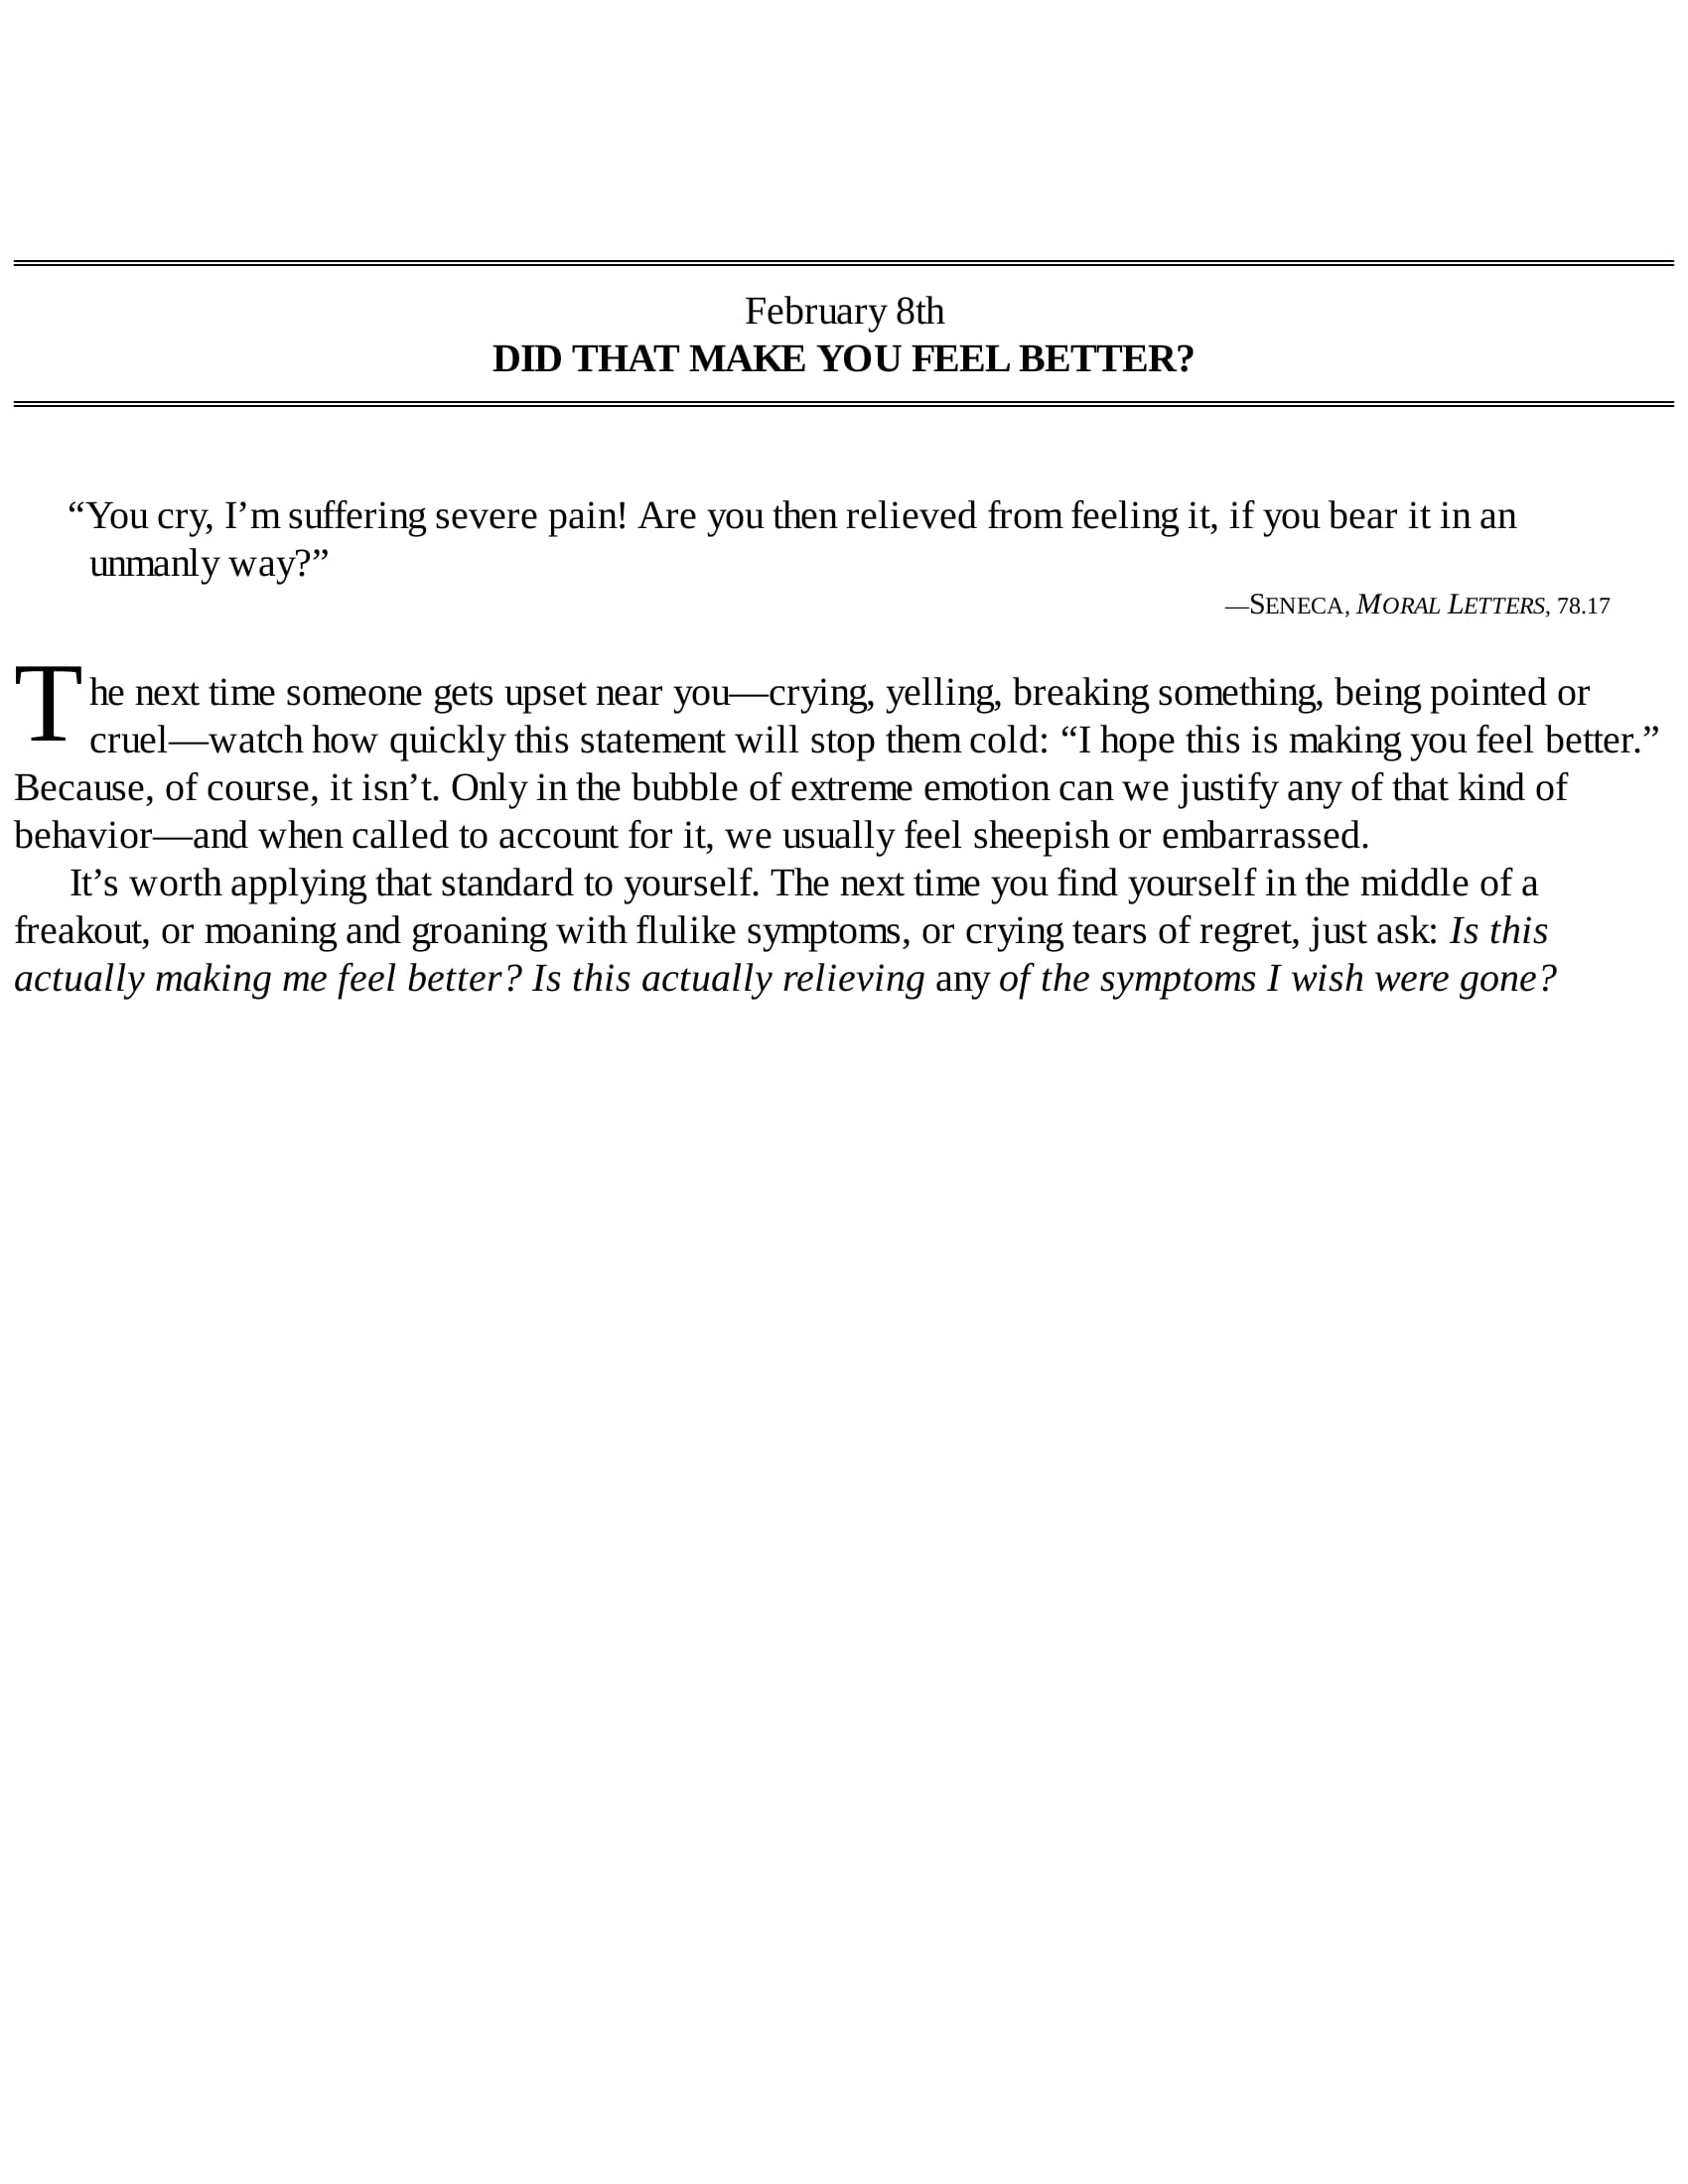 February 8th
DID THAT MAKE YOU FEEL BETTER?
“You cry, I’m suffering severe pain! Are you then relieved from feeling it, if you bear it in an
unmanly way?”
—SENECA, MORAL LETTERS, 78.17
The next time someone gets upset near you—crying, yelling, breaking something, being pointed or
cruel—watch how quickly this statement will stop them cold: “I hope this is making you feel better.”
Because, of course, it isn’t. Only in the bubble of extreme emotion can we justify any of that kind of
behavior—and when called to account for it, we usually feel sheepish or embarrassed.
It’s worth applying that standard to yourself. The next time you find yourself in the middle of a
freakout, or moaning and groaning with flulike symptoms, or crying tears of regret, just ask: Is this
actually making me feel better? Is this actually relieving any of the symptoms I wish were gone?